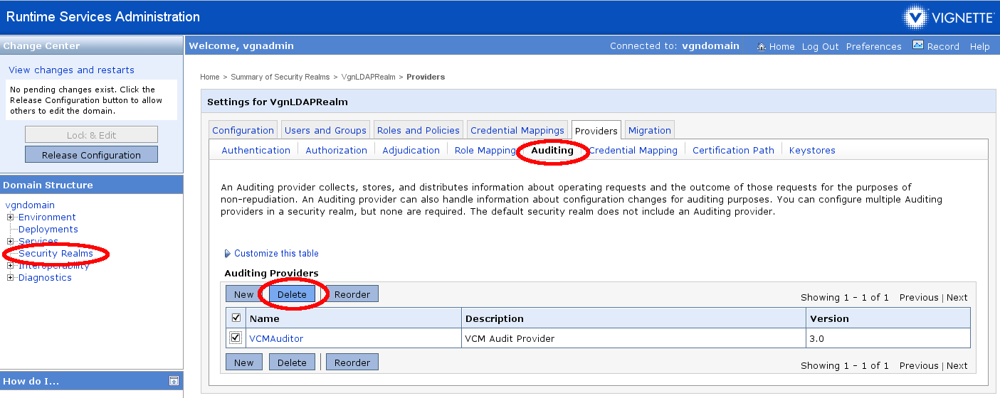 Runtime Services Administration
VIGNETTE
Change Center
View changes and restarts
No pending changes exist. Click the
Release Configuration button to allow
others to edit the domain.
Lock & Edit
Release Configuration
Domain Structure
vgndomain
Environment
Deployments
Services
Security Realms
Interoperability
Diagnostics
How do I...
Welcome, vgnadmin
Connected to: vgndomain
Home Log Out Preferences Record Help
Home > Summary of Security Realms > VgnLDAPRealm > Providers
Settings for VgnLDAPRealm
Configuration Users and Groups Roles and Policies Credential Mappings Providers Migration
Authentication Authorization Adjudication Role Mapping Auditing Credential Mapping Certification Path Keystores
An Auditing provider collects, stores, and distributes information about operating requests and the outcome of those requests for the purposes of
non-repudiation. An Auditing provider can also handle information about configuration changes for auditing purposes. You can configure multiple Auditing
providers in a security realm, but none are required. The default security realm does not include an Auditing provider.
Customize this table
Auditing Providers
New Delete Reorder
Showing 1 - 1 of 1 Previous | Next
Name Description Version
VCMAuditor VCM Audit Provider 3.0
New Delete Reorder
Showing 1 - 1 of 1 Previous | Next